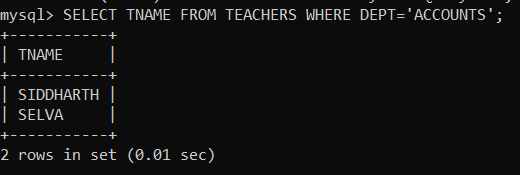 mysql> SELECT TNAME FROM TEACHERS WHERE DEPT='ACCOUNTS';
+-----------+
| TNAME     |
+-----------+
| SIDDHARTH |
| SELVA     |
+-----------+
2 rows in set (0.01 sec)